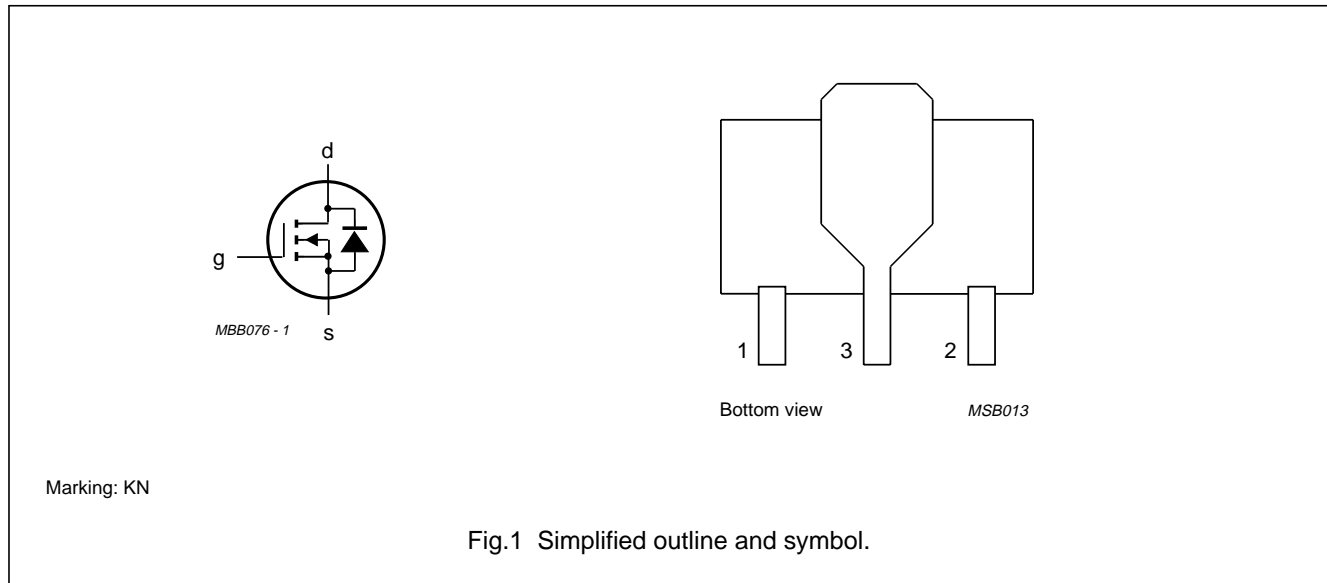 d
g
MBB076 - 1
s
1
3
2
Bottom view
MSB013
Marking: KN
Fig.1 Simplified outline and symbol.